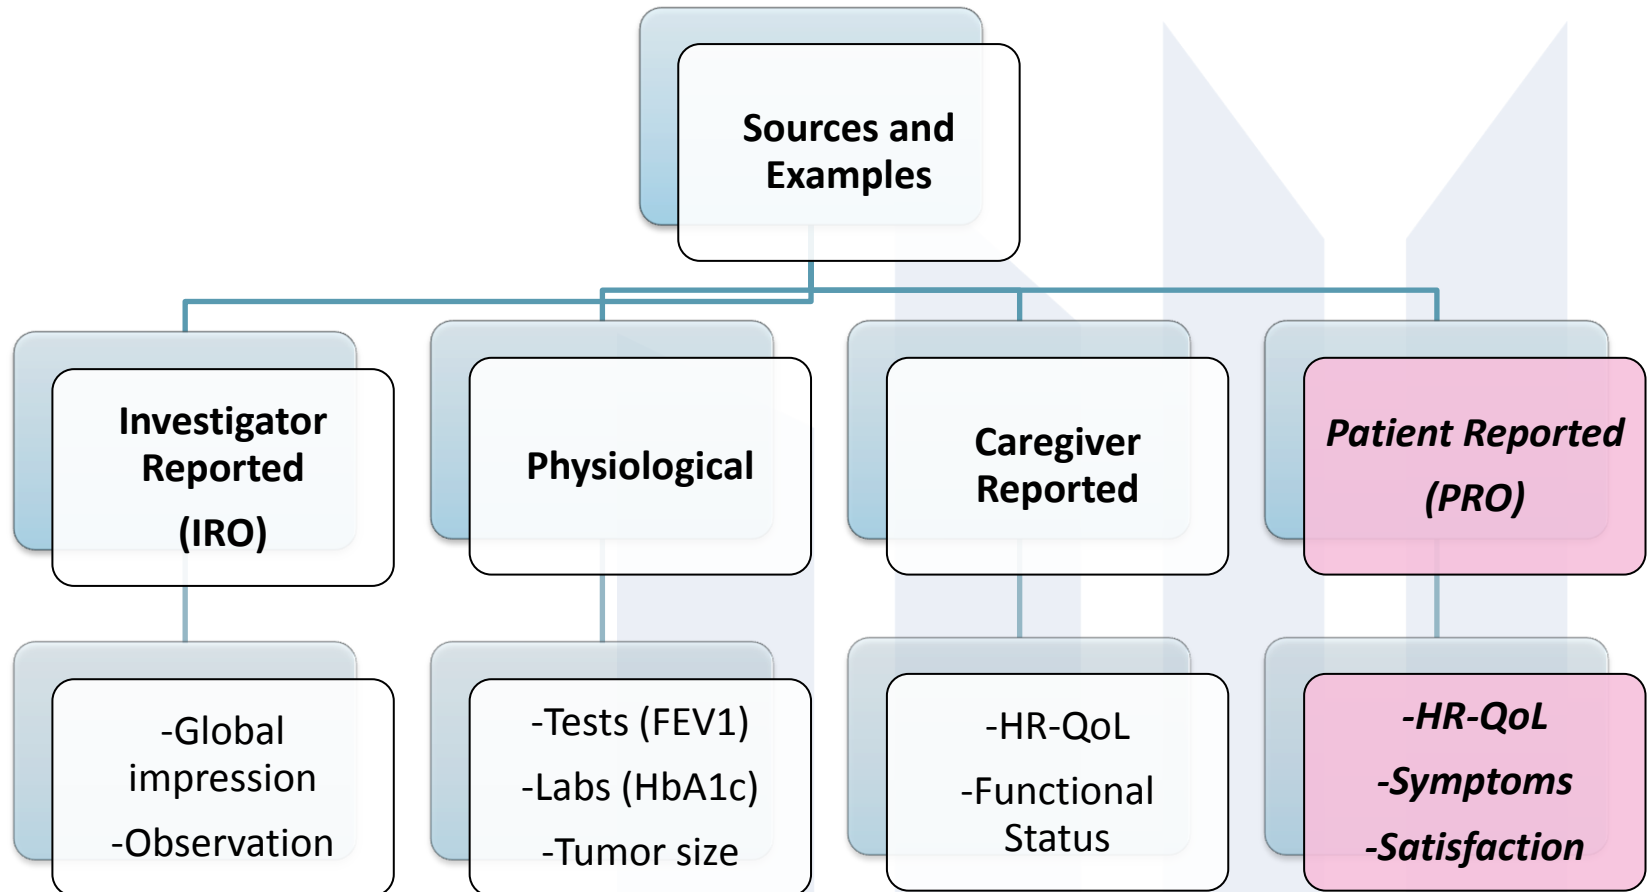 Sources and
Examples
Investigator
Reported
(IRO)
Physiological
Caregiver
Reported
Patient Reported
(PRO)
-Global
impression
-Observation
-Tests (FEV1)
-Labs (HbA1c)
-Tumor size
-HR-QoL
-Functional
Status
-HR-QoL
-Symptoms
-Satisfaction